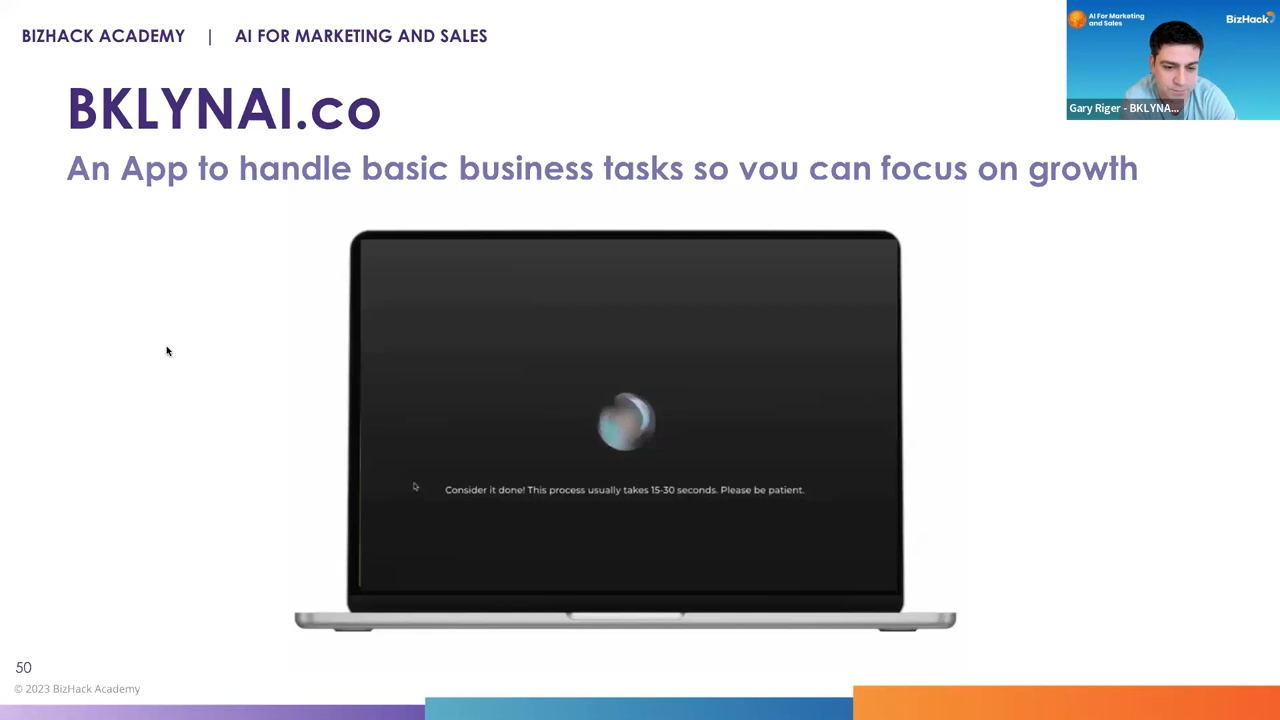 BIZHACK ACADEMY | AI FOR MARKETING AND SALES
AI For Marketing
and Sales
BizHack
BKLYNAI.co
Gary Riger - BKLYNA...
An App to handle basic business tasks so you can focus on growth
Consider it done! This process usually takes 15-30 seconds. Please be patient.
50
© 2023 BizHack Academy